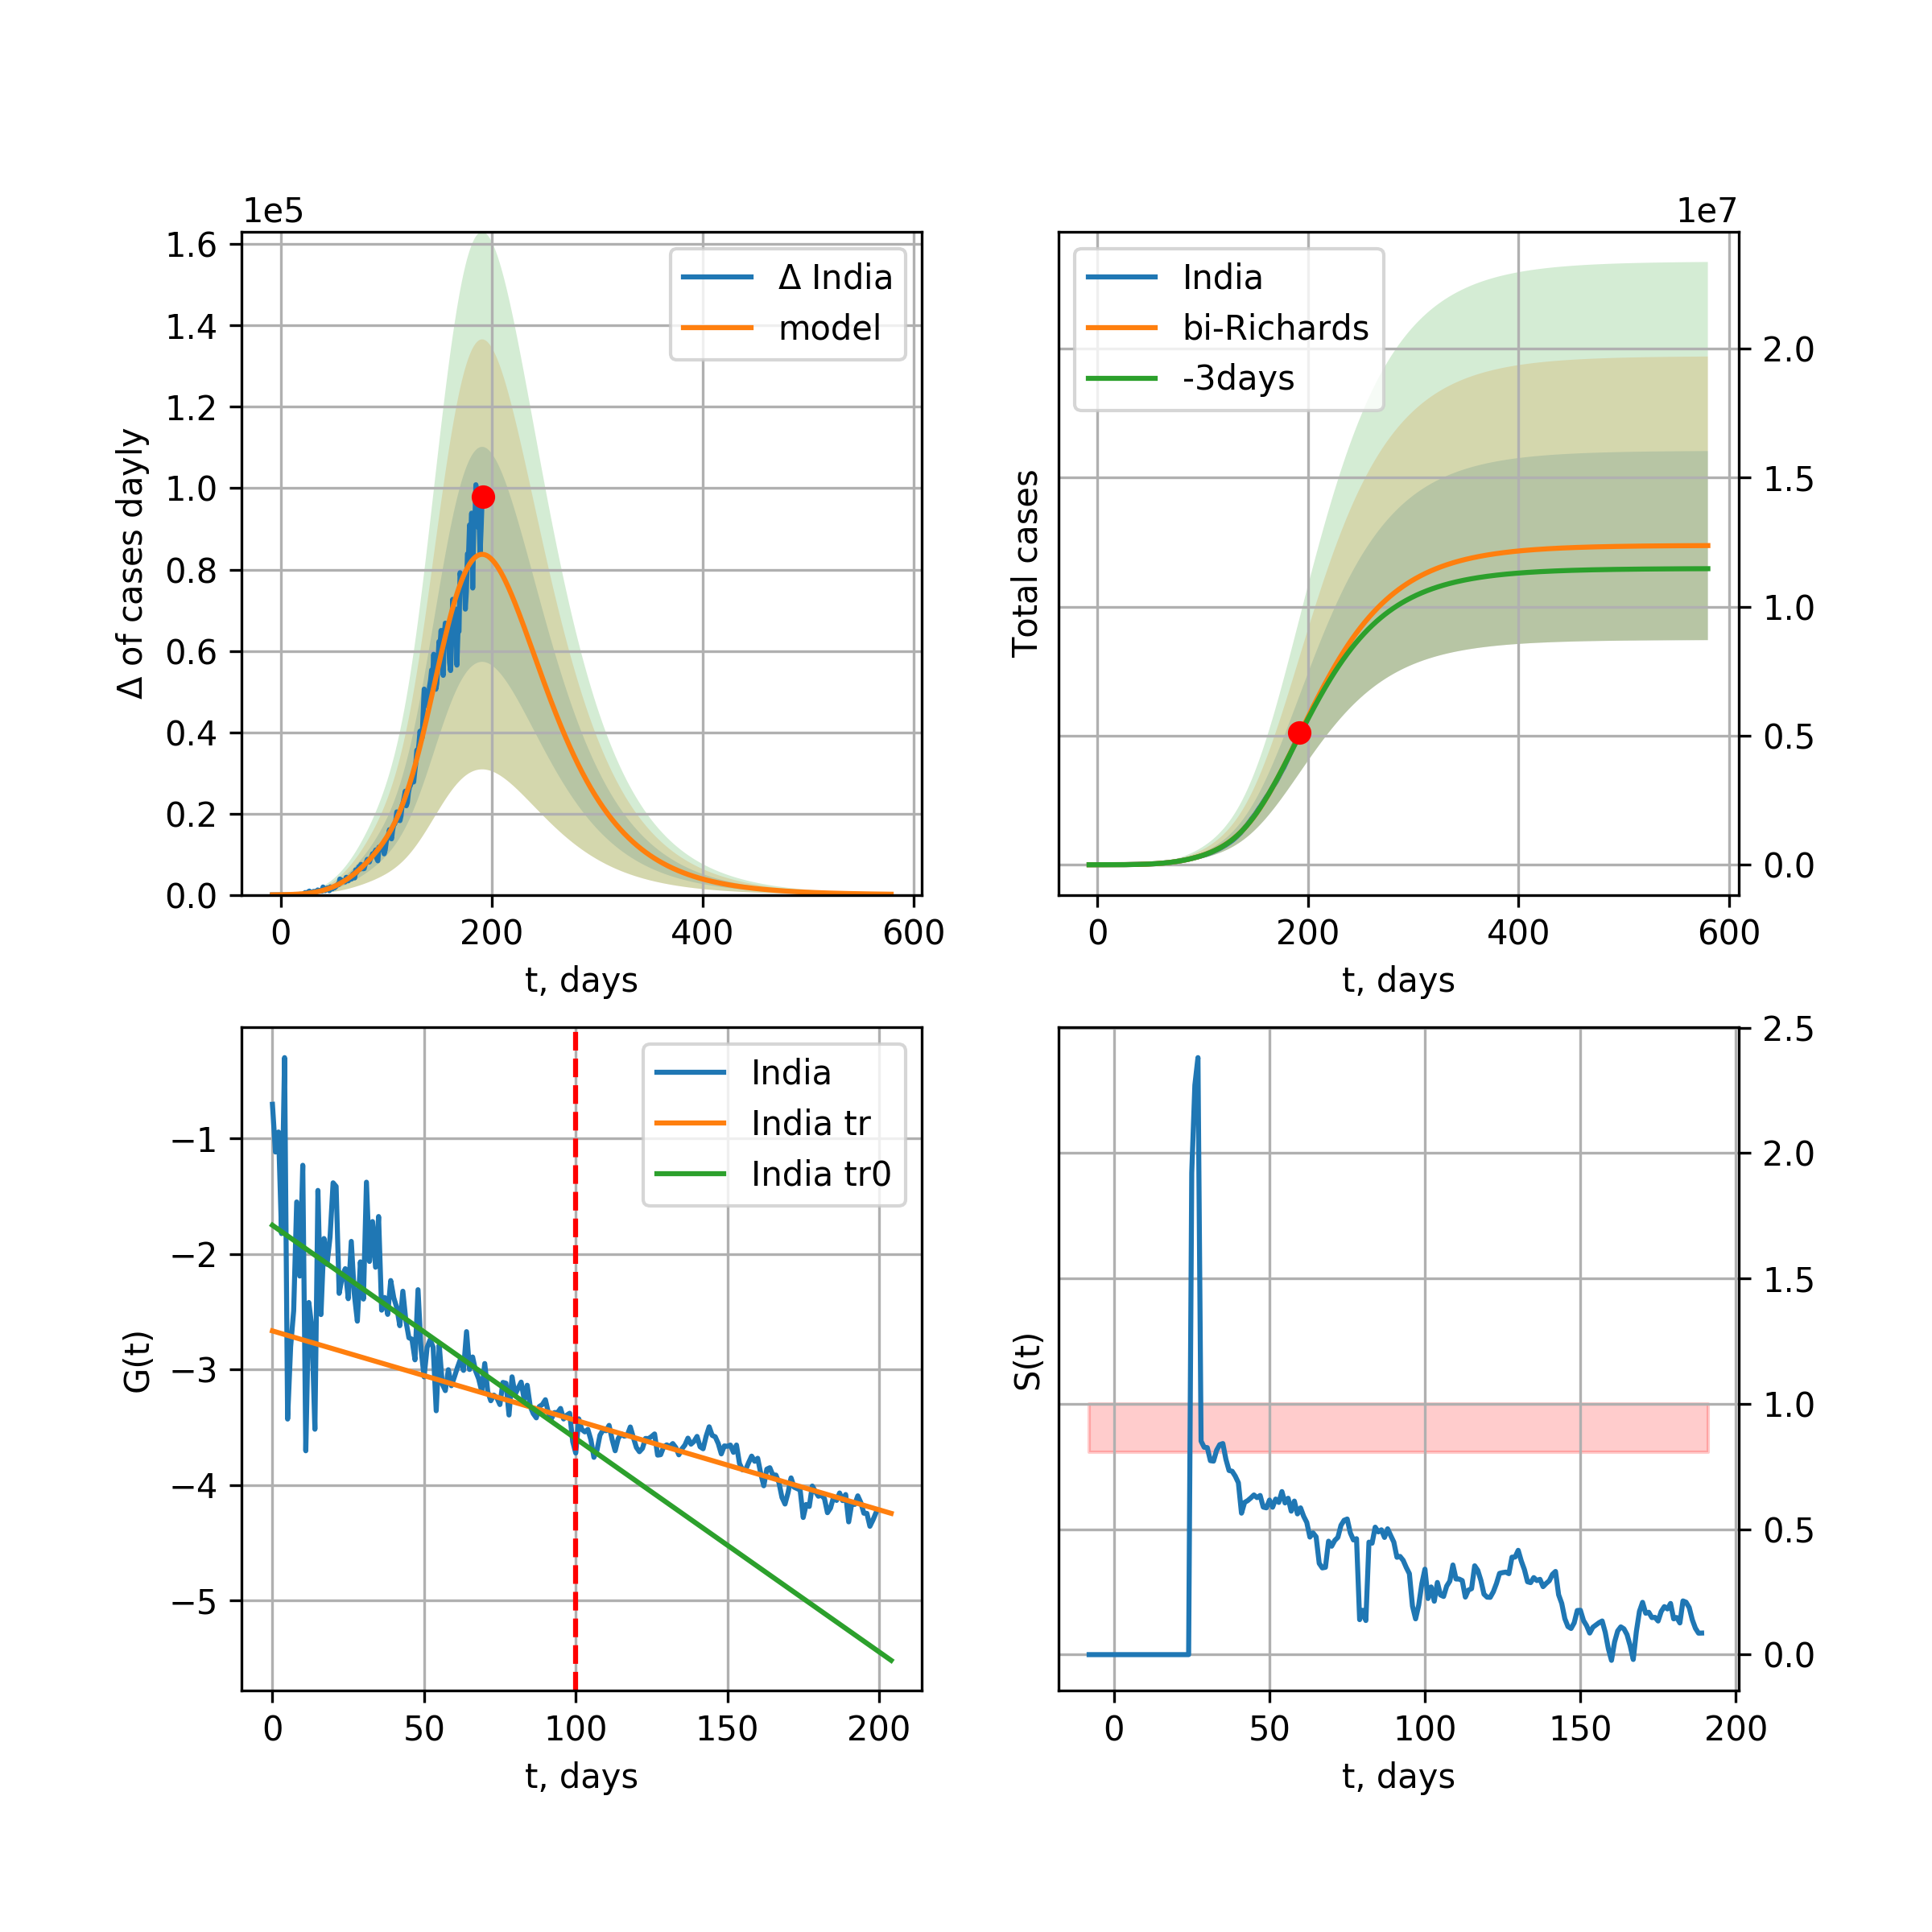 1e5
1.6
1.4
1.2
1.0
0.8
0.6
0.4
0.2
0.0
Δ of cases dayly
Δ India
model
0 200 400 600
t, days
1e7
India
bi-Richards
-3days
Total cases
2.0
1.5
1.0
0.5
0.0
0 200 400 600
t, days
G(t)
−1
−2
−3
−4
−5
India
India tr
India tr0
0 50 100 150 200
t, days
S(t)
2.5
2.0
1.5
1.0
0.5
0.0
0 50 100 150 200
t, days